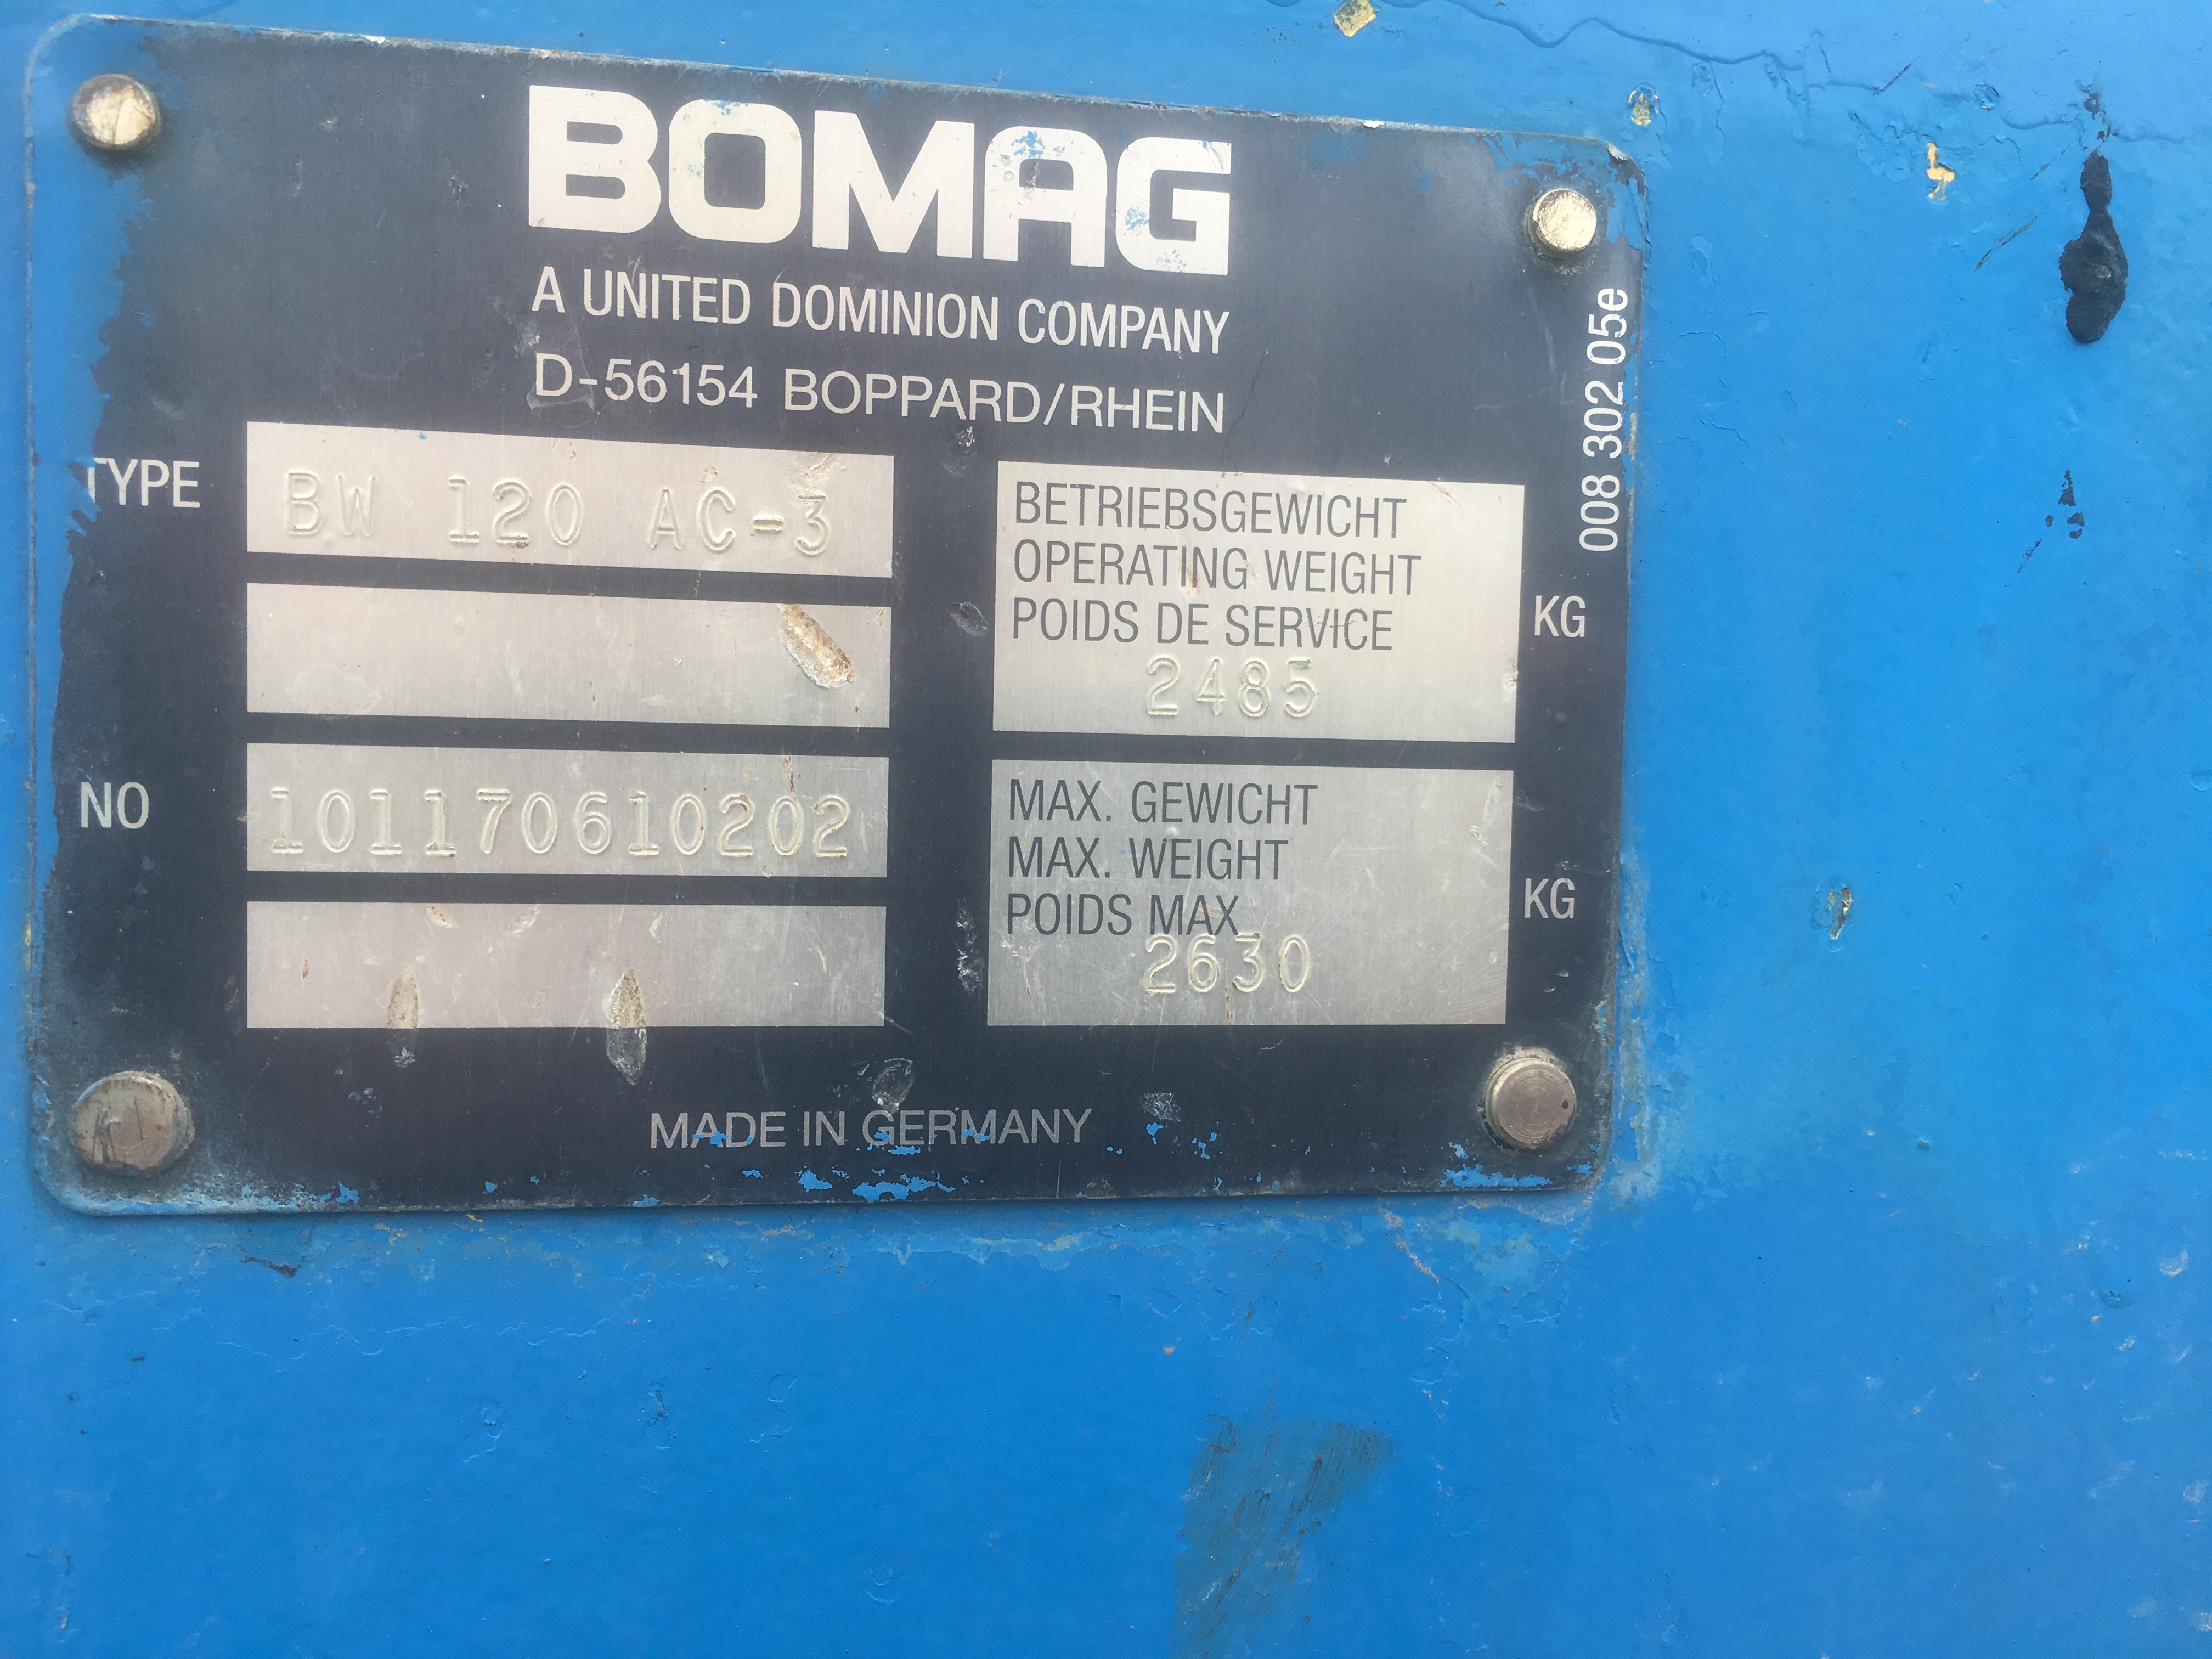 BOMAG
A UNITED DOMINION COMPANY
D-56154 BOPPARD/RHEIN
008 302 05e
TYPE
BW 120 AC-3
NO
101170610202
BETRIEBSGEWICHT
OPERATING WEIGHT
POIDS DE SERVICE
2485
KG
MAX. GEWICHT
MAX. WEIGHT
POIDS MAX
2630
KG
MADE IN GERMANY